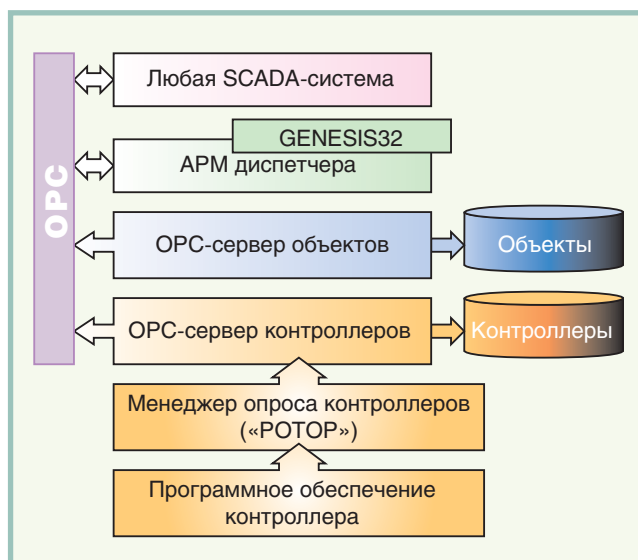 OPC
Любая SCADA-система
GENESIS32
АРМ диспетчера
OPC-сервер объектов
Объекты
OPC-сервер контроллеров
Контроллеры
Менеджер опроса контроллеров
(«РОТОР»)
Программное обеспечение
контроллера